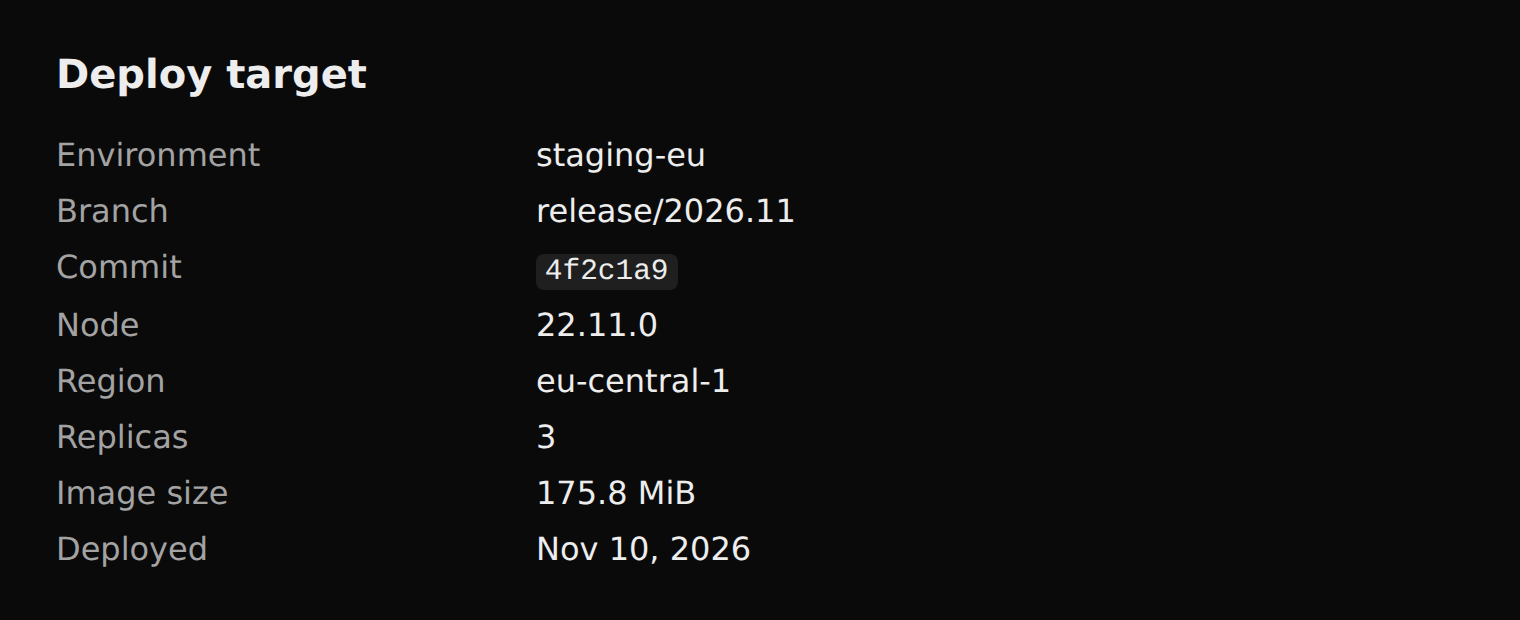 Deploy target
Environment staging-eu
Branch release/2026.11
Commit 4f2c1a9
Node 22.11.0
Region eu-central-1
Replicas 3
Image size 175.8 MiB
Deployed Nov 10, 2026